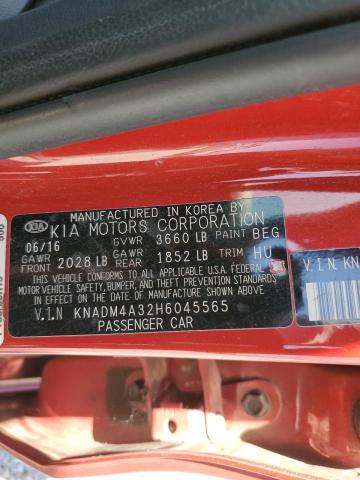 MANUFACTURED IN KOREA BY
KIA KIA MOTORS CORPORATION
06/16 GVWR 3660 LB PAINT BEG
GAWR FRONT 2028 LB GAWR REAR 1852 LB TRIM HU
THIS VEHICLE CONFORMS TO ALL APPLICABLE U.S.A. FEDERAL
MOTOR VEHICLE SAFETY, BUMPER, AND THEFT PREVENTION STANDARDS
IN EFFECT ON THE DATE OF MANUFACTURE SHOWN ABOVE.
V.I.N KNADM4A32H6045565
PASSENGER CAR
V.I.N. KN